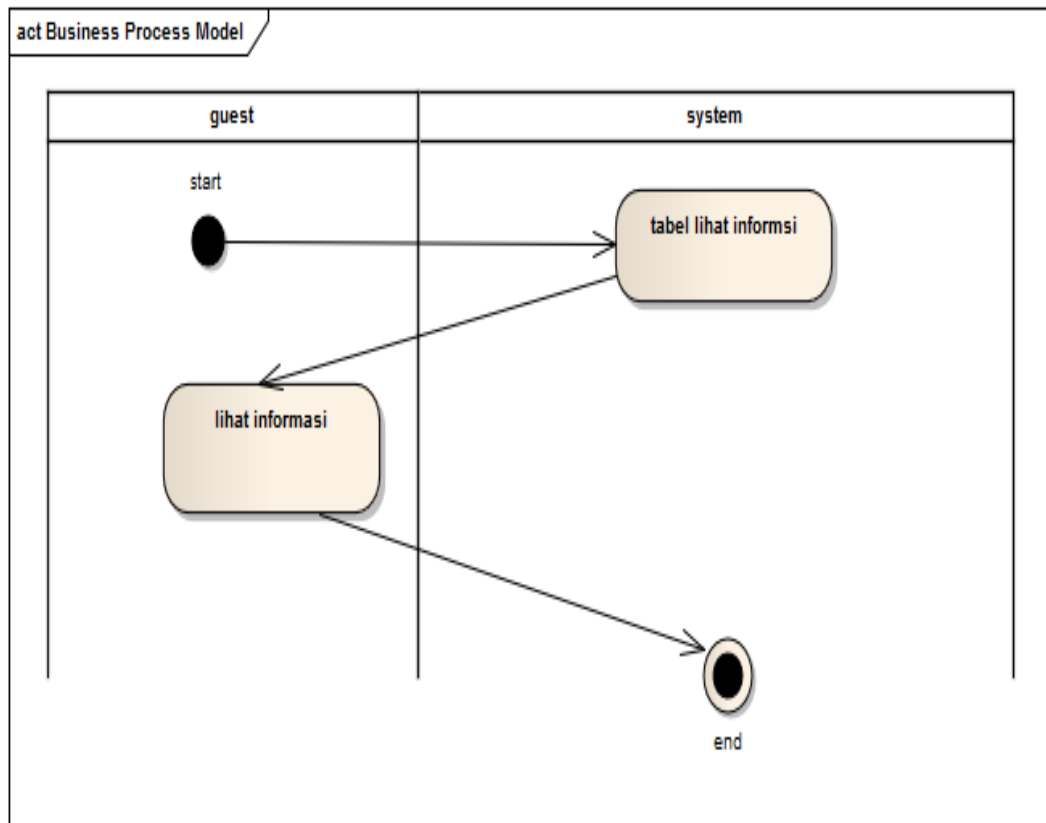 act Business Process Model
guest
system
start
tabel lihat informsi
lihat informasi
end